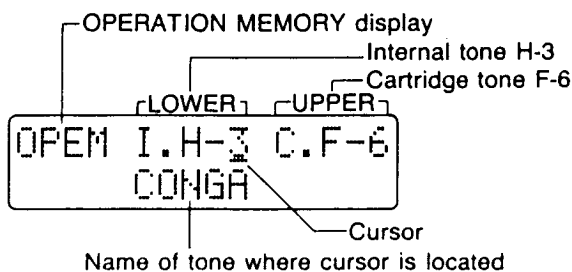 OPERATION MEMORY display
Internal tone H-3
Cartridge tone F-6
LOWER UPPER
OPEM I.H-3 C.F-6
CONGA
Cursor
Name of tone where cursor is located